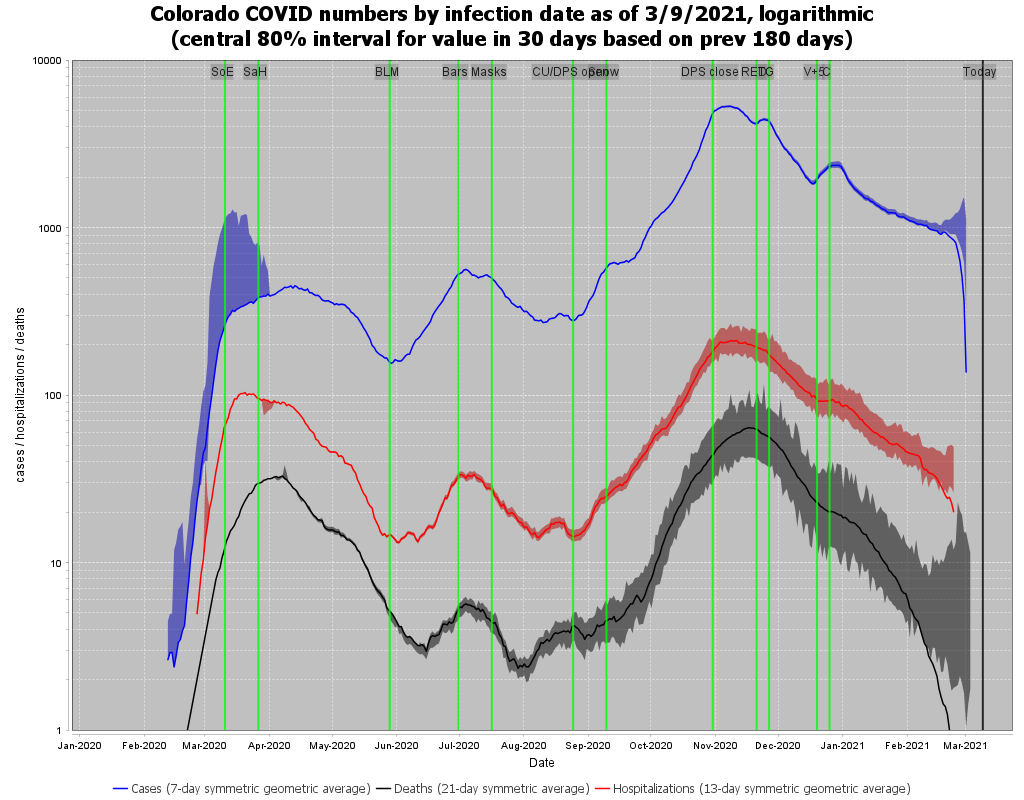 Colorado COVID numbers by infection date as of 3/9/2021, logarithmic
(central 80% interval for value in 30 days based on prev 180 days)
10000
1000
100
10
1
cases / hospitalizations / deaths
SoE SaH BLM Bars Masks CU/DPS open Snow DPS close RED TG V+5 C Today
Jan-2020 Feb-2020 Mar-2020 Apr-2020 May-2020 Jun-2020 Jul-2020 Aug-2020 Sep-2020 Oct-2020 Nov-2020 Dec-2020 Jan-2021 Feb-2021 Mar-2021
Date
Cases (7-day symmetric geometric average) Deaths (21-day symmetric average) Hospitalizations (13-day symmetric geometric average)